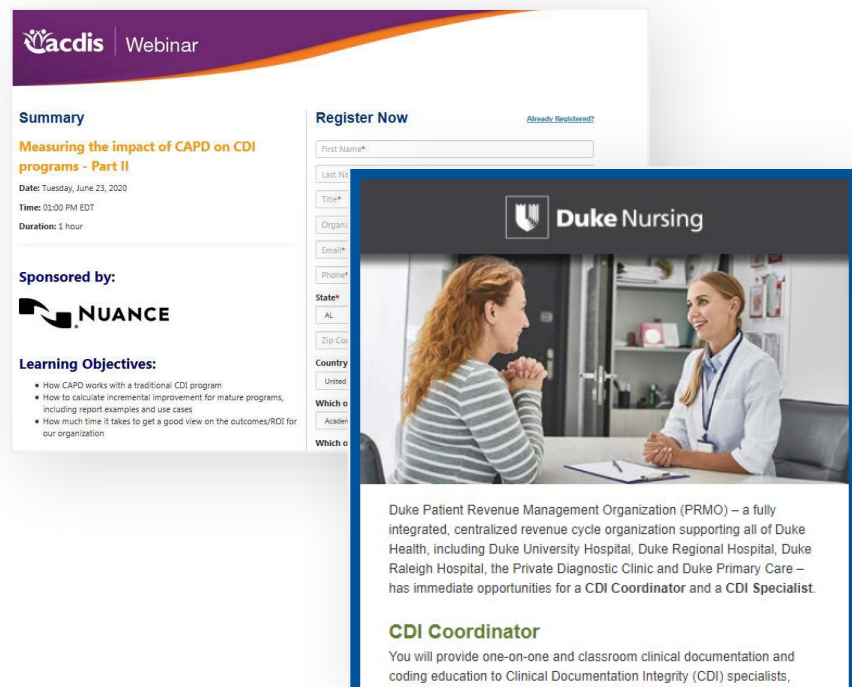 acdis Webinar
Summary
Measuring the impact of CAPD on CDI
programs - Part II
Date: Tuesday, June 23, 2020
Time: 01:00 PM EDT
Duration: 1 hour
Sponsored by:
NUANCE
Learning Objectives:
• How CAPD works with a traditional CDI program
• How to calculate incremental improvement for mature programs,
including report examples and use cases
• How much time it takes to get a good view on the outcomes/ROI for
our organization
Register Now
Already Registered?
First Name*
Last Na
Title*
Organi
Email*
Phone*
State*
AL
Zip Co
Country
United
Which o
Acader
Which o
Duke Nursing
Duke Patient Revenue Management Organization (PRMO) – a fully
integrated, centralized revenue cycle organization supporting all of Duke
Health, including Duke University Hospital, Duke Regional Hospital, Duke
Raleigh Hospital, the Private Diagnostic Clinic and Duke Primary Care –
has immediate opportunities for a CDI Coordinator and a CDI Specialist.
CDI Coordinator
You will provide one-on-one and classroom clinical documentation and
coding education to Clinical Documentation Integrity (CDI) specialists,